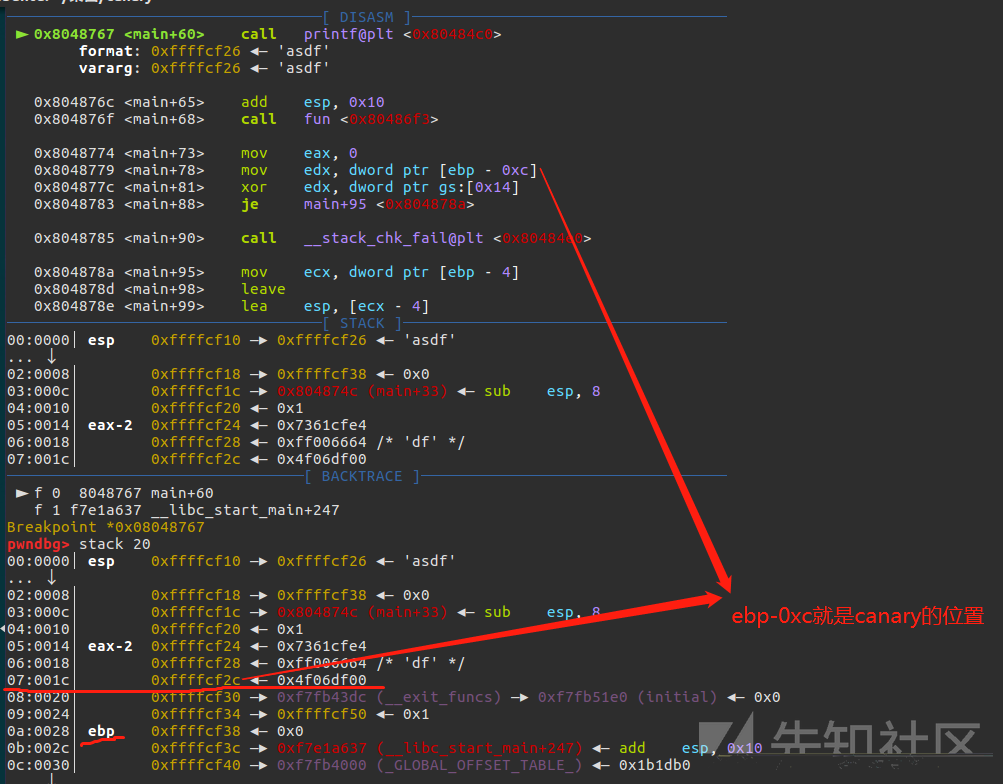 [ DISASM ]
► 0x8048767 <main+60> call printf@plt <0x80484c0>
format: 0xffffcf26 ◂— 'asdf'
vararg: 0xffffcf26 ◂— 'asdf'
0x804876c <main+65> add esp, 0x10
0x804876f <main+68> call fun <0x80486f3>
0x8048774 <main+73> mov eax, 0
0x8048779 <main+78> mov edx, dword ptr [ebp - 0xc]
0x804877c <main+81> xor edx, dword ptr gs:[0x14]
0x8048783 <main+88> je main+95 <0x804878a>
0x8048785 <main+90> call __stack_chk_fail@plt
0x804878a <main+95> mov ecx, dword ptr [ebp - 4]
0x804878d <main+98> leave
0x804878e <main+99> lea esp, [ecx - 4]
[ STACK ]
00:0000│ esp 0xffffcf10 —▸ 0xffffcf26 ◂— 'asdf'
... ↓
02:0008│ 0xffffcf18 —▸ 0xffffcf38 ◂— 0x0
03:000c│ 0xffffcf1c —▸ 0x804874c (main+33) ◂— sub esp, 8
04:0010│ 0xffffcf20 ◂— 0x1
05:0014│ eax-2 0xffffcf24 ◂— 0x7361cfe4
06:0018│ 0xffffcf28 ◂— 0xff006664 /* 'df' */
07:001c│ 0xffffcf2c ◂— 0x4f06df00
[ BACKTRACE ]
► f 0 8048767 main+60
f 1 f7e1a637 __libc_start_main+247
Breakpoint *0x08048767
pwndbg> stack 20
00:0000│ esp 0xffffcf10 —▸ 0xffffcf26 ◂— 'asdf'
... ↓
02:0008│ 0xffffcf18 —▸ 0xffffcf38 ◂— 0x0
03:000c│ 0xffffcf1c —▸ 0x804874c (main+33) ◂— sub esp, 8
04:0010│ 0xffffcf20 ◂— 0x1
05:0014│ eax-2 0xffffcf24 ◂— 0x7361cfe4
06:0018│ 0xffffcf28 ◂— 0xff006664 /* 'df' */
07:001c│ 0xffffcf2c ◂— 0x4f06df00
08:0020│ 0xffffcf30 —▸ 0xf7fb43dc (__exit_funcs) —▸ 0xf7fb51e0 (initial) ◂— 0x0
09:0024│ 0xffffcf34 —▸ 0xffffcf50 ◂— 0x1
0a:0028│ ebp 0xffffcf38 ◂— 0x0
0b:002c│ 0xffffcf3c —▸ 0xf7e1a637 (__libc_start_main+247) ◂— add esp, 0x10
0c:0030│ 0xffffcf40 —▸ 0xf7fb4000 (_GLOBAL_OFFSET_TABLE_) ◂— 0x1b1db0
ebp-0xc就是canary的位置
先知社区